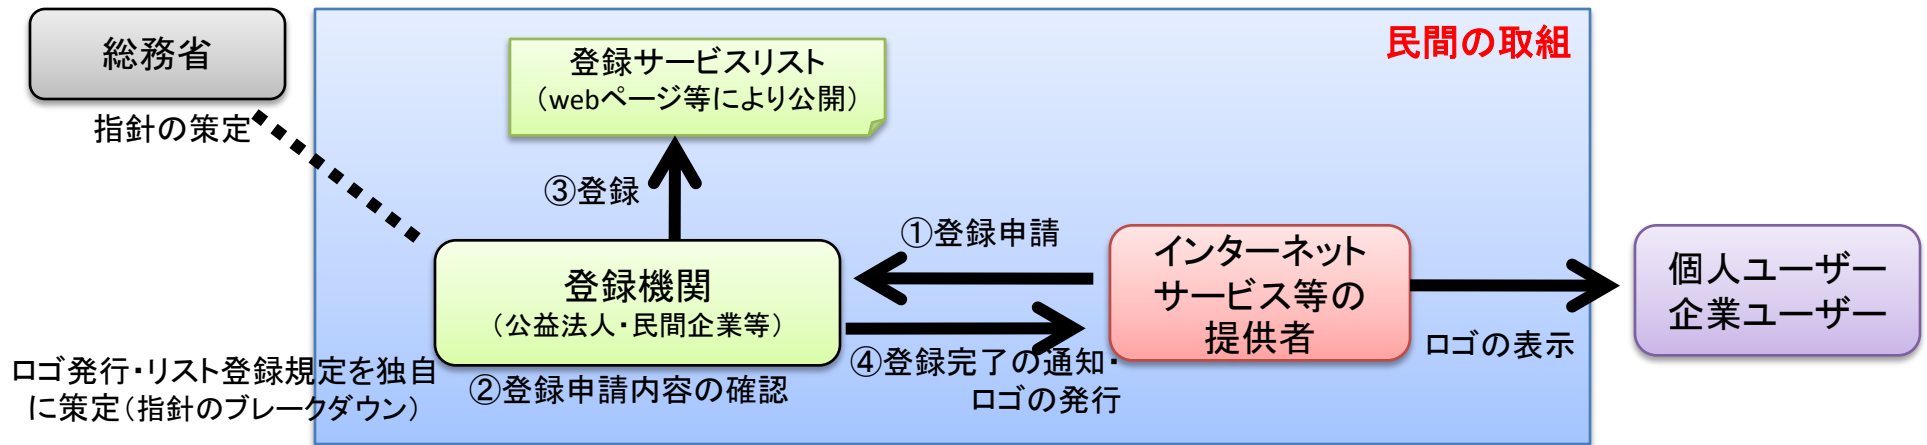 総務省
指針の策定
民間の取組
登録サービスリスト
（webページ等により公開）
③登録
①登録申請
登録機関
（公益法人・民間企業等）
インターネット
サービス等の
提供者
個人ユーザー
企業ユーザー
ロゴの表示
④登録完了の通知・
ロゴの発行
②登録申請内容の確認
ロゴ発行・リスト登録規定を独自
に策定（指針のブレークダウン）